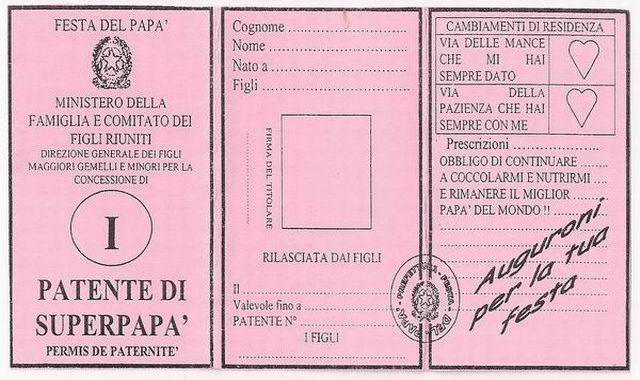 FESTA DEL PAPA'
MINISTERO DELLA
FAMIGLIA E COMITATO DEI
FIGLI RIUNITI
DIREZIONE GENERALE DEI FIGLI
MAGGIORI GEMELLI E MINORI PER LA
CONCESSIONE DI
I
PATENTE DI
SUPERPAPA'
PERMIS DE PATERNITE'
Cognome
Nome
Nato a
Figli
FIRMA DEL TITOLARE
RILASCIATA DAI FIGLI
Il
Valevole fino a
PATENTE N°
I FIGLI
PREFETTURA - FESTA - DEL - PAPA' -
CAMBIAMENTI DI RESIDENZA
VIA DELLE MANCE
CHE MI HAI
SEMPRE DATO
VIA DELLA
PAZIENZA CHE HAI
SEMPRE CON ME
Prescrizioni
OBBLIGO DI CONTINUARE
A COCCOLARMI E NUTRIRMI
E RIMANERE IL MIGLIOR
PAPA' DEL MONDO !!
Auguroni
per la tua
festa